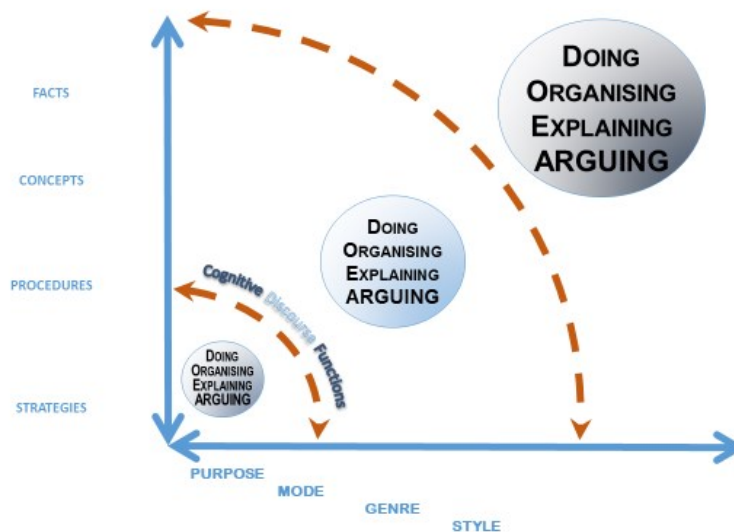 FACTS
CONCEPTS
PROCEDURES
STRATEGIES
DOING
ORGANISING
EXPLAINING
ARGUING
DOING
ORGANISING
EXPLAINING
ARGUING
Cognitive Discourse Functions
DOING
ORGANISING
EXPLAINING
ARGUING
PURPOSE
MODE
GENRE
STYLE